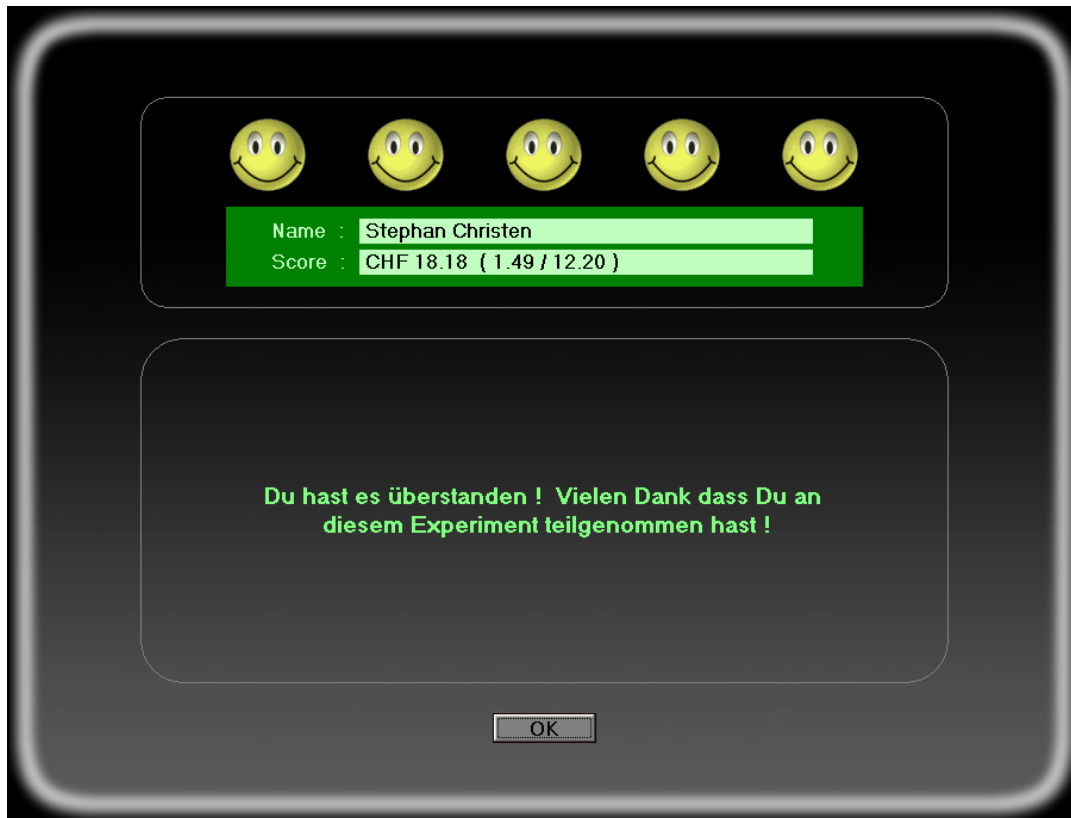 Name : Stephan Christen
Score : CHF 18.18 ( 1.49 / 12.20 )
Du hast es überstanden ! Vielen Dank dass Du an
diesem Experiment teilgenommen hast !
OK